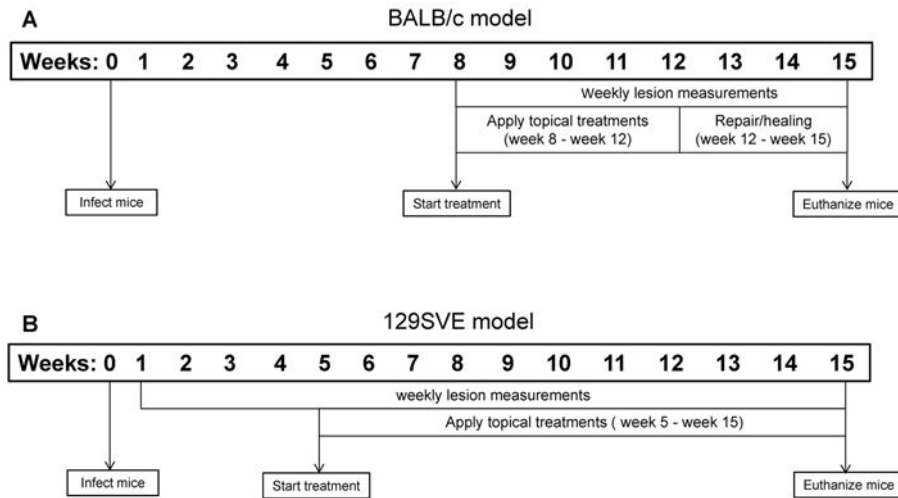 A
BALB/c model
Weeks: 0 1 2 3 4 5 6 7 8 9 10 11 12 13 14 15
Weekly lesion measurements
Apply topical treatments
(week 8 - week 12)
Repair/healing
(week 12 - week 15)
Infect mice
Start treatment
Euthanize mice
B
129SVE model
Weeks: 0 1 2 3 4 5 6 7 8 9 10 11 12 13 14 15
weekly lesion measurements
Apply topical treatments ( week 5 - week 15)
Infect mice
Start treatment
Euthanize mice